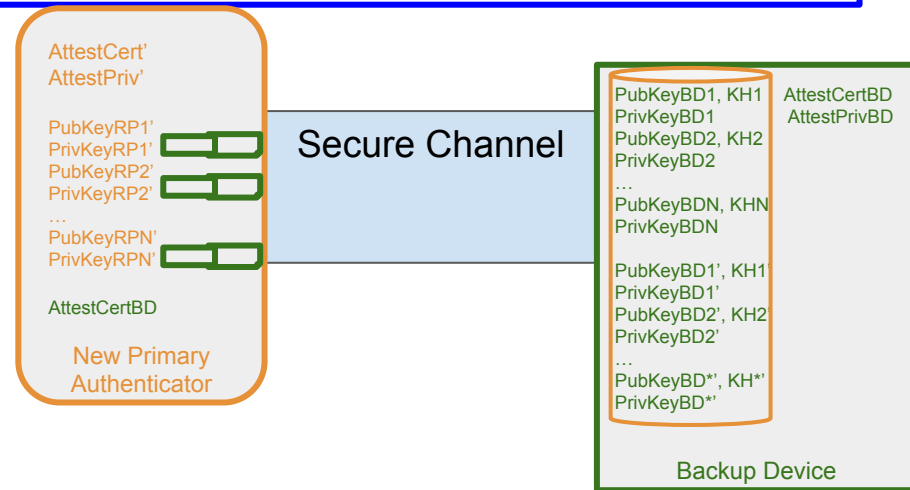 AttestCert’
AttestPriv’
PubKeyRP1’
PrivKeyRP1’
PubKeyRP2’
PrivKeyRP2’
…
PubKeyRPN’
PrivKeyRPN’
AttestCertBD
New Primary
Authenticator
Secure Channel
PubKeyBD1, KH1
PrivKeyBD1
PubKeyBD2, KH2
PrivKeyBD2
…
PubKeyBDN, KHN
PrivKeyBDN
PubKeyBD1’, KH1’
PrivKeyBD1’
PubKeyBD2’, KH2’
PrivKeyBD2’
…
PubKeyBD*’, KH*’
PrivKeyBD*’
AttestCertBD
AttestPrivBD
Backup Device